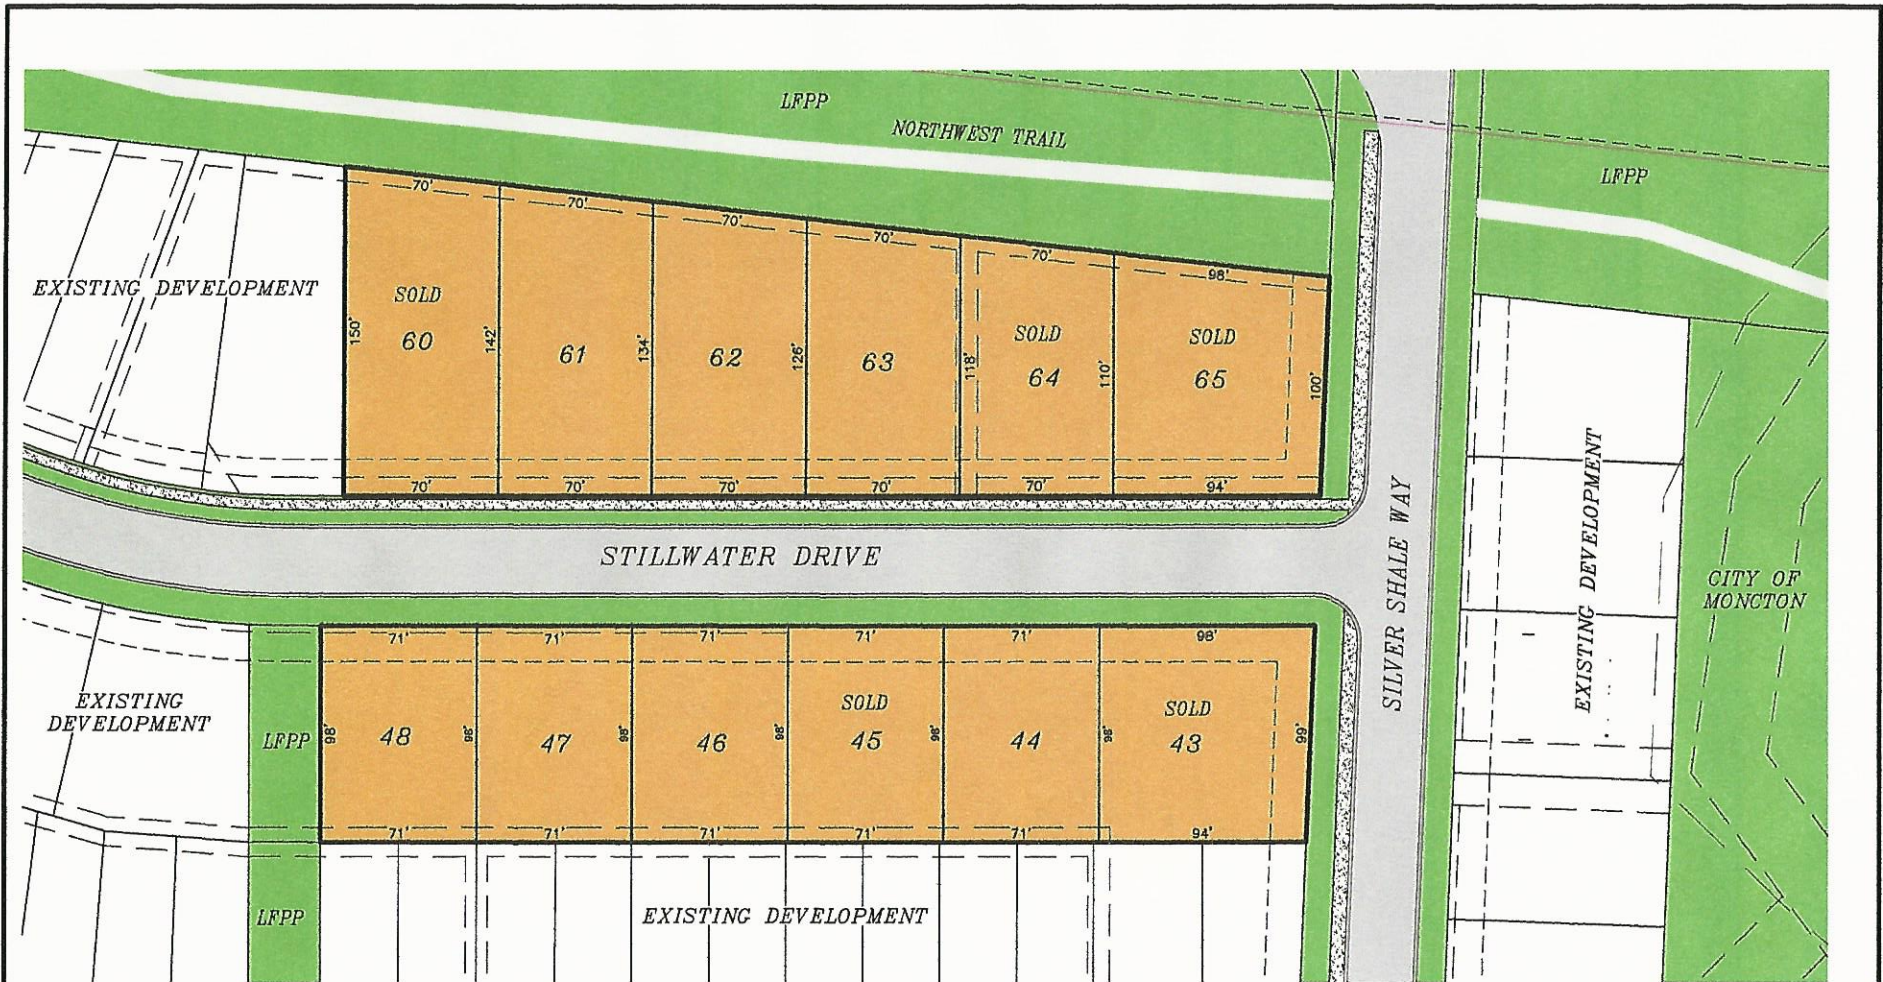 LFPP
NORTHWEST TRAIL
LFPP
70'
70'
70'
70'
70'
98'
EXISTING DEVELOPMENT
SOLD
60
61
62
63
SOLD
64
SOLD
65
150'
142'
134'
126'
118'
110'
100'
70'
70'
70'
70'
70'
94'
STILLWATER DRIVE
SILVER SHALE WAY
EXISTING DEVELOPMENT
CITY OF
MONCTON
71'
71'
71'
71'
71'
98'
EXISTING
DEVELOPMENT
LFPP
98'
48
98'
47
98'
46
98'
SOLD
45
98'
44
98'
SOLD
43
99'
71'
71'
71'
71'
71'
94'
LFPP
EXISTING DEVELOPMENT